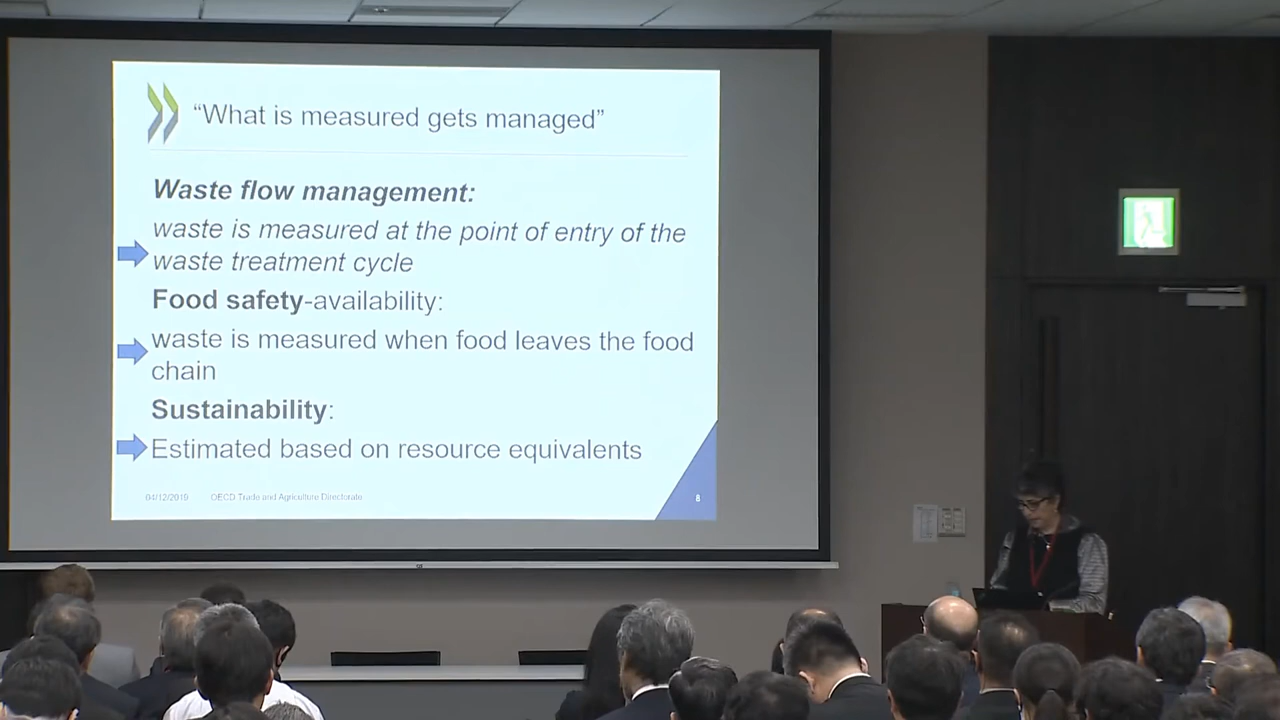 “What is measured gets managed”
Waste flow management:
waste is measured at the point of entry of the
waste treatment cycle
Food safety-availability:
waste is measured when food leaves the food
chain
Sustainability:
Estimated based on resource equivalents
04/12/2019 OECD Trade and Agriculture Directorate 8